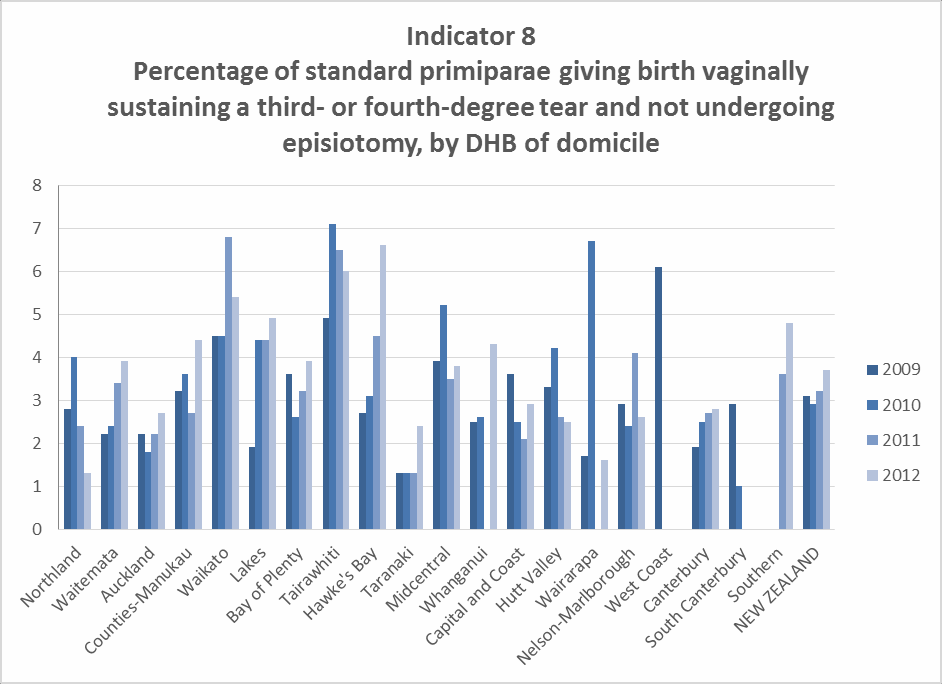 Indicator 8
Percentage of standard primiparae giving birth vaginally
sustaining a third- or fourth-degree tear and not undergoing
episiotomy, by DHB of domicile
8
7
6
5
4
3
2
1
0
Northland
Waitemata
Auckland
Counties-Manukau
Waikato
Lakes
Bay of Plenty
Tairawhiti
Hawke's Bay
Taranaki
Midcentral
Whanganui
Capital and Coast
Hutt Valley
Wairarapa
Nelson-Marlborough
West Coast
Canterbury
South Canterbury
Southern
NEW ZEALAND
2009
2010
2011
2012